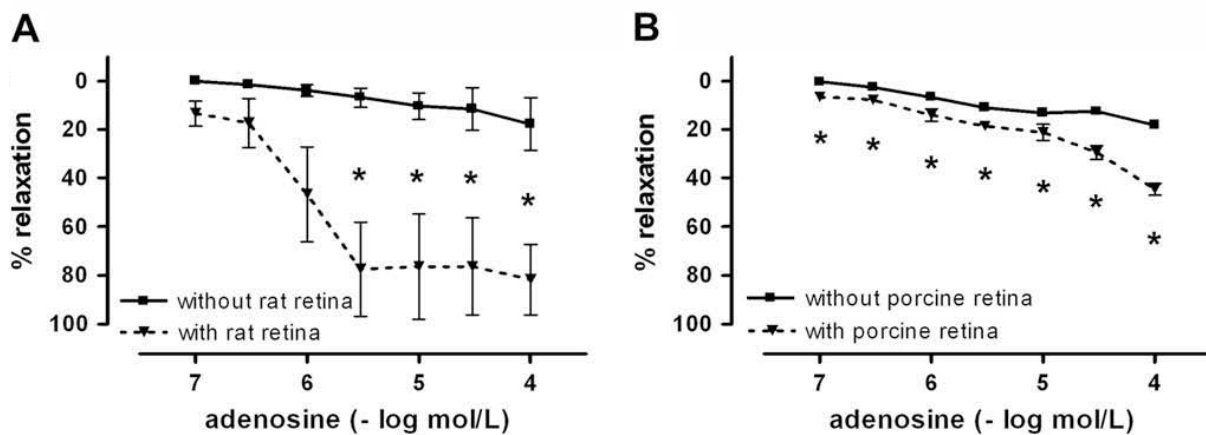 A
% relaxation
0
20
40
60
80
100
* * * *
without rat retina
with rat retina
7 6 5 4
adenosine (- log mol/L)
B
% relaxation
0
20
40
60
80
100
* * * * * * *
without porcine retina
with porcine retina
7 6 5 4
adenosine (- log mol/L)